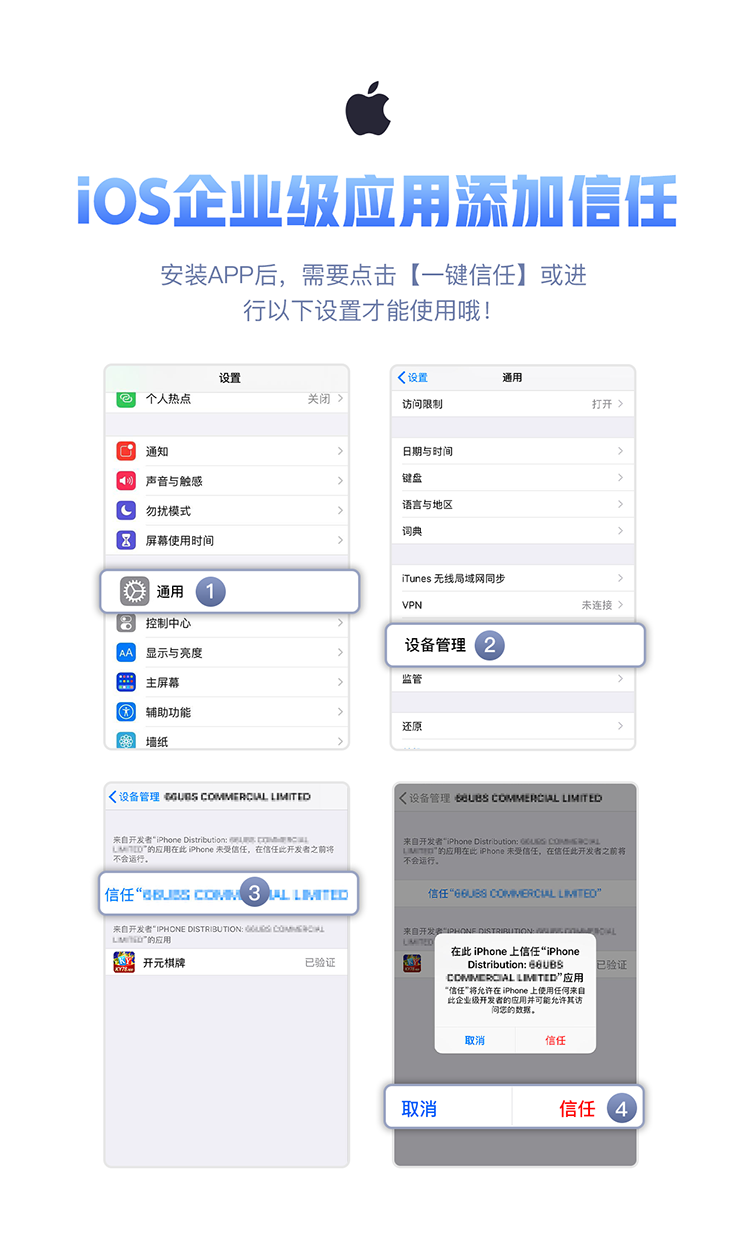 iOS企业级应用添加信任
安装APP后，需要点击【一键信任】或进
行以下设置才能使用哦！
设置
个人热点 关闭
通知
声音与触感
勿扰模式
屏幕使用时间
通用 1
控制中心
AA 显示与亮度
主屏幕
辅助功能
墙纸
设置 通用
访问限制 打开
日期与时间
键盘
语言与地区
词典
iTunes 无线局域网同步
VPN 未连接
设备管理 2
监管
还原
设备管理 66UBS COMMERCIAL LIMITED
来自开发者“iPhone Distribution: 66UBS COMMERCIAL
LIMITED”的应用在此 iPhone 未受信任，在信任此开发者之前将
不会运行。
信任“66UBS COMMERCIAL LIMITED 3
来自开发者“IPHONE DISTRIBUTION: 66UBS COMMERCIAL
LIMITED”的应用
开元棋牌 已验证
设备管理 66UBS COMMERCIAL LIMITED
来自开发者“iPhone Distribution: 66UBS COMMERCIAL
LIMITED”的应用在此 iPhone 未受信任，在信任此开发者之前将
不会运行。
信任“66UBS COMMERCIAL LIMITED”
来自开发者“IPHONE DISTRIBUTION: 66UBS COMMERCIAL
已验证
在此 iPhone 上信任“iPhone
Distribution: 66UBS
COMMERCIAL LIMITED”应用
“信任”将允许在 iPhone 上使用任何来自
此企业级开发者的应用并可能允许其访
问您的数据。
取消 信任
取消 信任 4